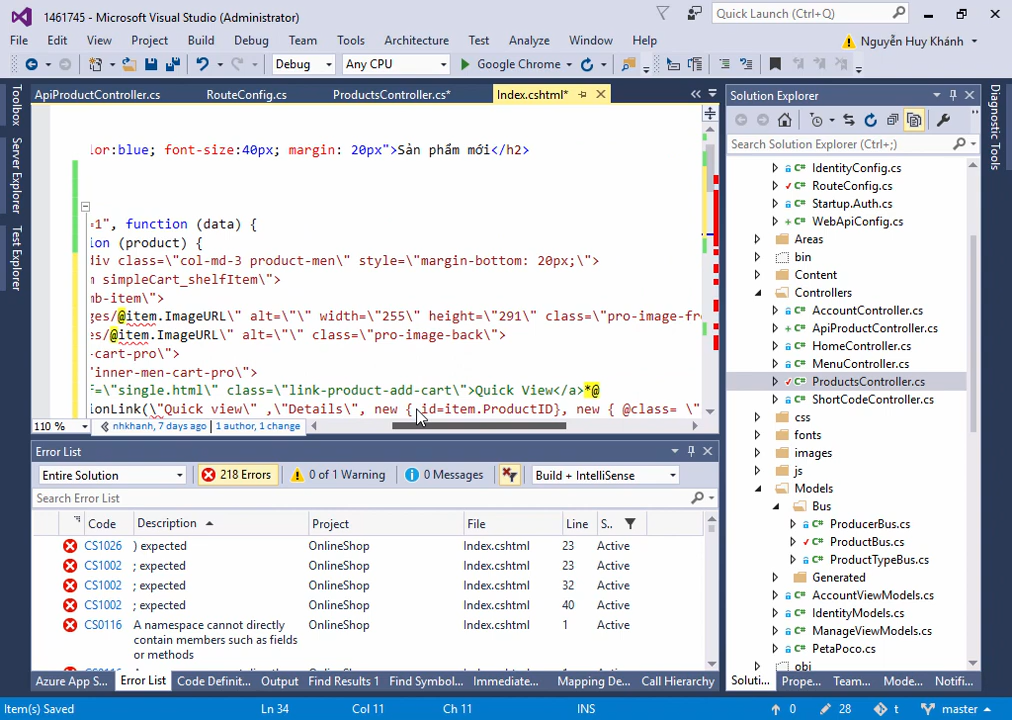 1461745 - Microsoft Visual Studio
Quick Launch (Ctrl+Q)
File Edit View Project Build Debug Team Tools Architecture Test Analyze Window Help
Nguyễn Huy Khánh
Debug Any CPU Google Chrome
Toolbox
Server Explorer
Test Explorer
Diagnostic Tools
ApiProductController.cs RouteConfig.cs ProductsController.cs* Index.cshtml*
lor:blue; font-size:40px; margin: 20px">Sản phẩm mới</h2>
=1", function (data) {
ion (product) {
div class=\"col-md-3 product-men\" style=\"margin-bottom: 20px;\">
m simpleCart_shelfItem\">
mb-item\">
ges/@item.ImageURL\" alt=\"\" width=\"255\" height=\"291\" class=\"pro-image-fr
es/@item.ImageURL\" alt=\"\" class=\"pro-image-back\">
-cart-pro\">
"inner-men-cart-pro\">
f=\"single.html\" class=\"link-product-add-cart\">Quick View</a>*@
ionLink(\"Quick view\" ,\"Details\", new { id=item.ProductID}, new { @class= \"
110 % nhkhanh, 7 days ago | 1 author, 1 change
Error List
Entire Solution 218 Errors 0 of 1 Warning 0 Messages Build + IntelliSense
Search Error List
Code Description Project File Line S..
CS1026 ) expected OnlineShop Index.cshtml 23 Active
CS1002 ; expected OnlineShop Index.cshtml 23 Active
CS1002 ; expected OnlineShop Index.cshtml 32 Active
CS1002 ; expected OnlineShop Index.cshtml 40 Active
CS0116 A namespace cannot directly OnlineShop Index.cshtml 1 Active
contain members such as fields
or methods
Azure App S... Error List Code Definit... Output Find Results 1 Find Symbol... Immediate... Mapping De... Call Hierarchy
Solution Explorer
Search Solution Explorer (Ctrl+;)
IdentityConfig.cs
RouteConfig.cs
Startup.Auth.cs
WebApiConfig.cs
Areas
bin
Content
Controllers
AccountController.cs
ApiProductController.cs
HomeController.cs
MenuController.cs
ProductsController.cs
ShortCodeController.cs
css
fonts
images
js
Models
Bus
ProducerBus.cs
ProductBus.cs
ProductTypeBus.cs
Generated
AccountViewModels.cs
IdentityModels.cs
ManageViewModels.cs
PetaPoco.cs
obj
Soluti... Prope... Team... Mode... Notifi...
Item(s) Saved Ln 34 Col 11 Ch 11 INS 0 28 t master